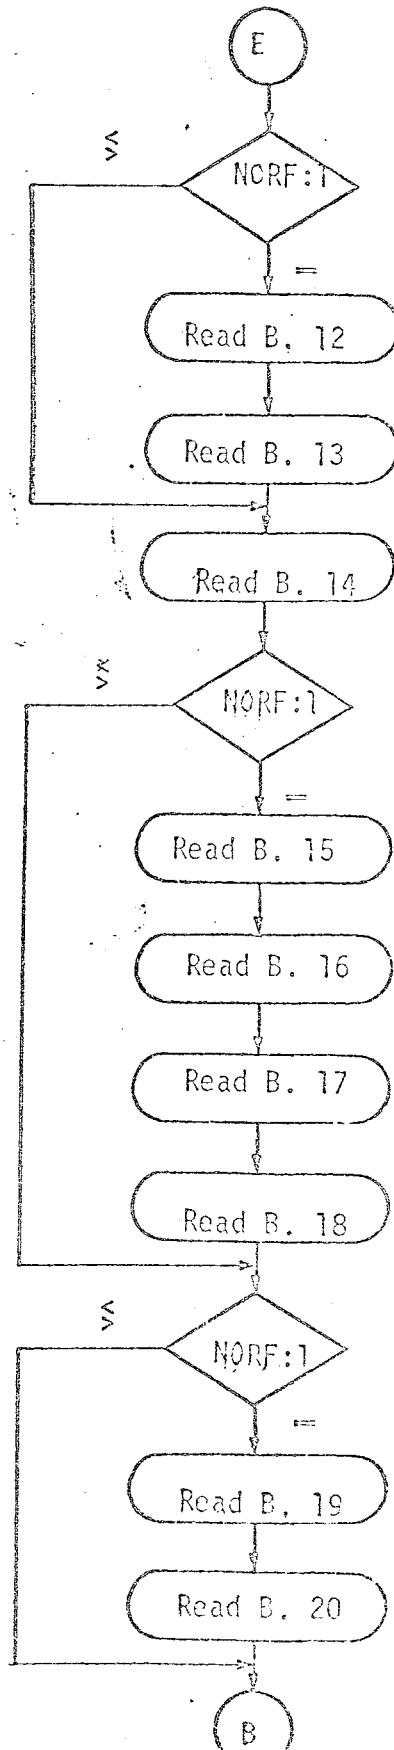 E
>
<
NORF:1
=
Read B. 12
Read B. 13
Read B. 14
NORF:1
=
Read B. 15
Read B. 16
Read B. 17
Read B. 18
>
<
NORF:1
=
Read B. 19
Read B. 20
B